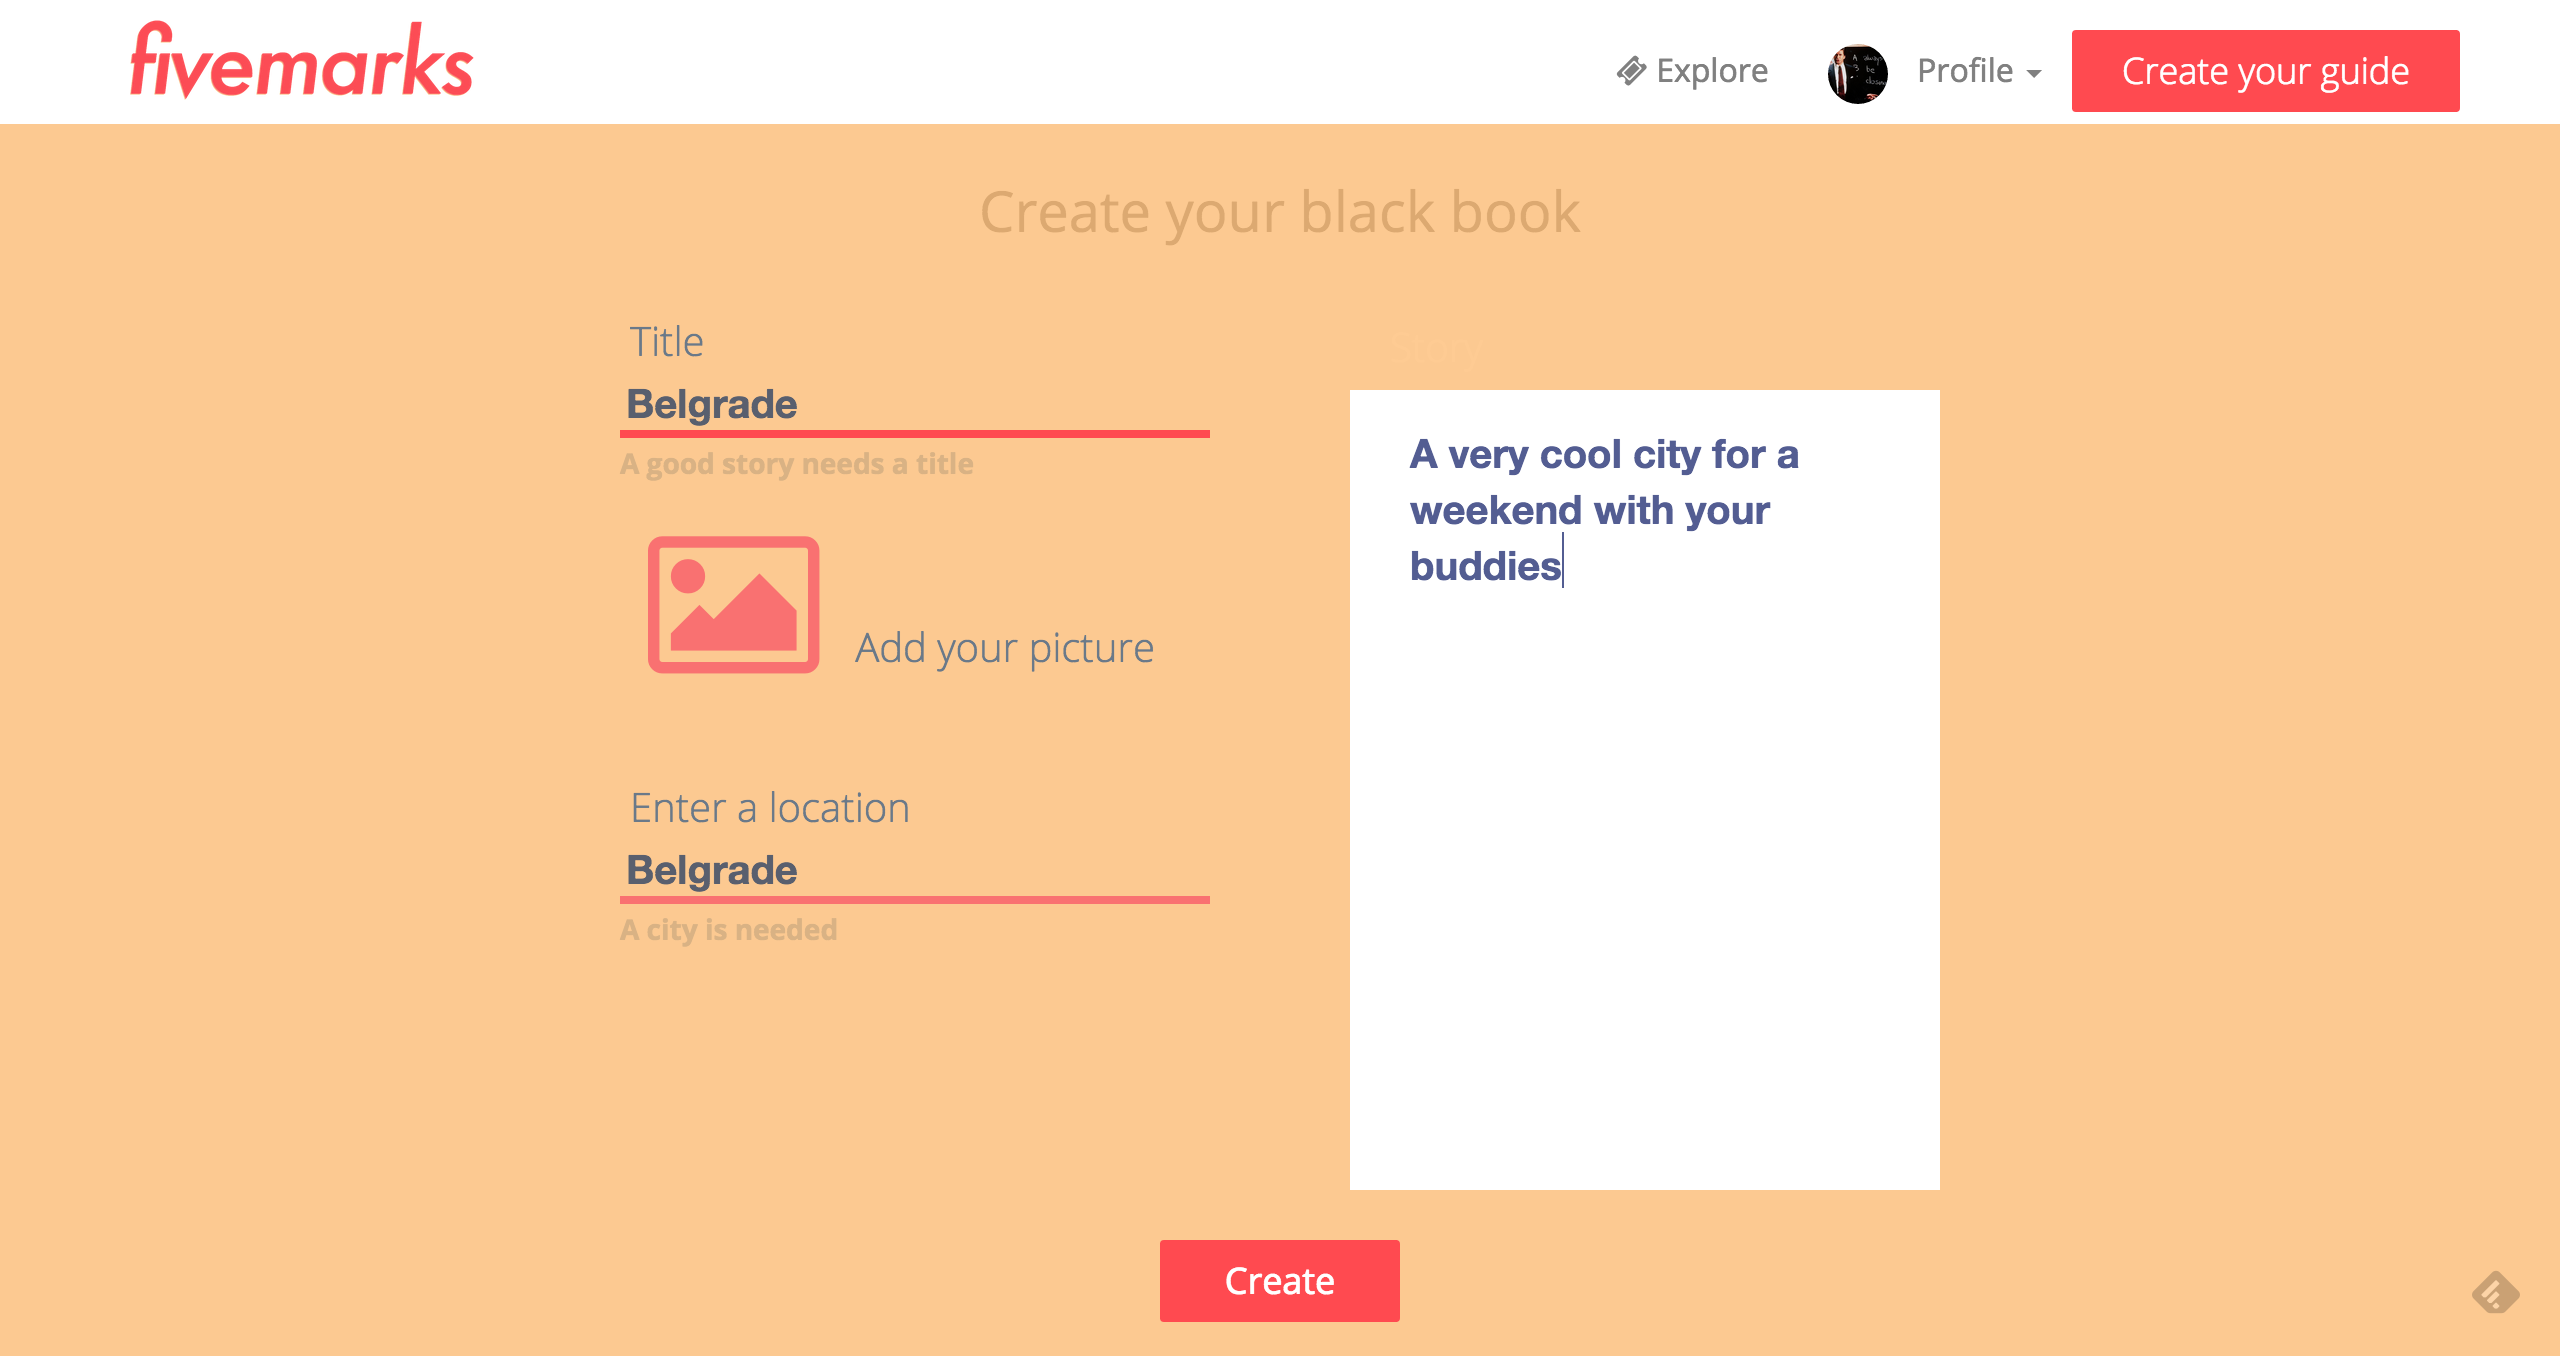 fivemarks
Explore
Profile
Create your guide
Create your black book
Title
Belgrade
A good story needs a title
Add your picture
Enter a location
Belgrade
A city is needed
Story
A very cool city for a
weekend with your
buddies
Create